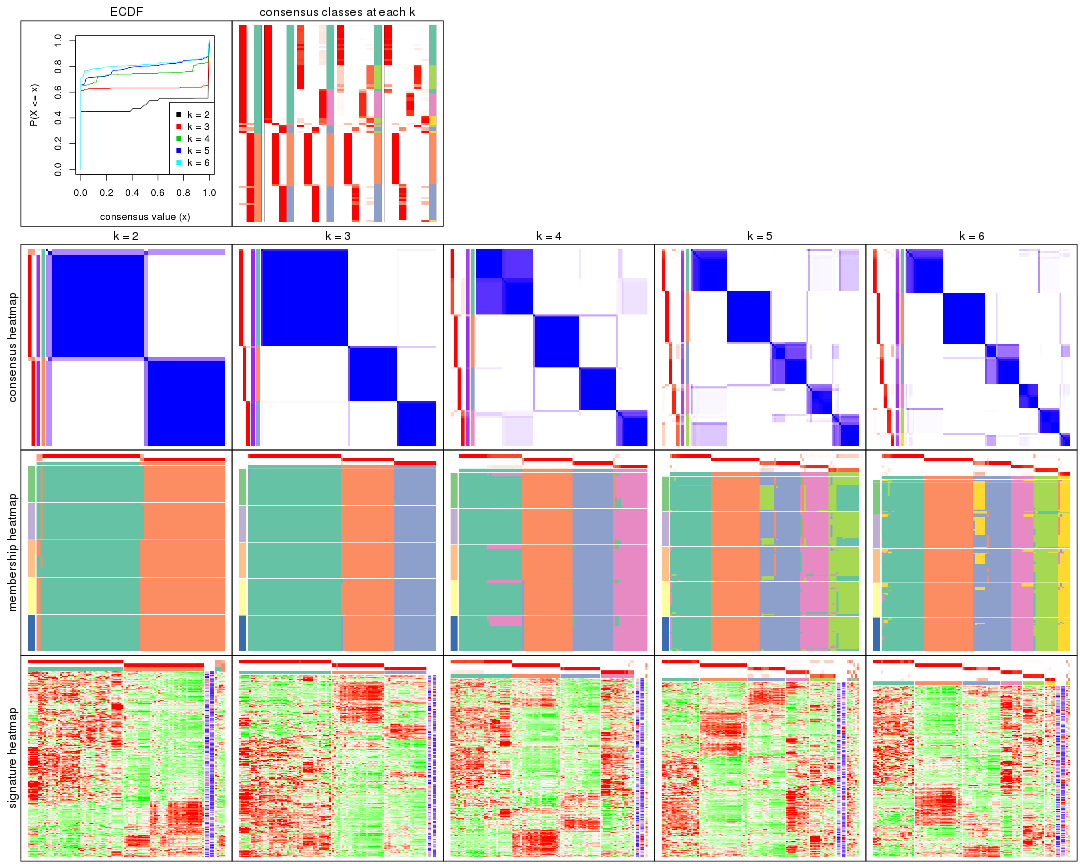 ECDF
consensus classes at each k
P(X <= x)
0.0 0.2 0.4 0.6 0.8 1.0
k = 2
k = 3
k = 4
k = 5
k = 6
0.0 0.2 0.4 0.6 0.8 1.0
consensus value (x)
k = 2
k = 3
k = 4
k = 5
k = 6
consensus heatmap
membership heatmap
signature heatmap